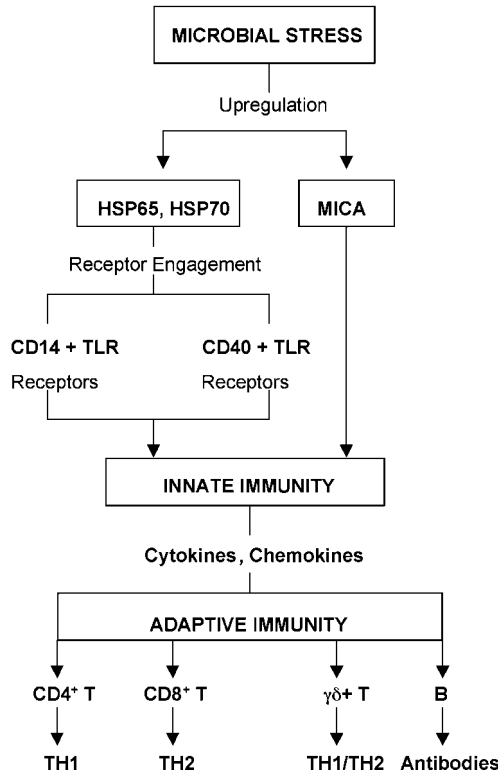 MICROBIAL STRESS
Upregulation
HSP65, HSP70 MICA
Receptor Engagement
CD14 + TLR CD40 + TLR
Receptors Receptors
INNATE IMMUNITY
Cytokines, Chemokines
ADAPTIVE IMMUNITY
CD4⁺ T CD8⁺ T γδ+ T B
TH1 TH2 TH1/TH2 Antibodies